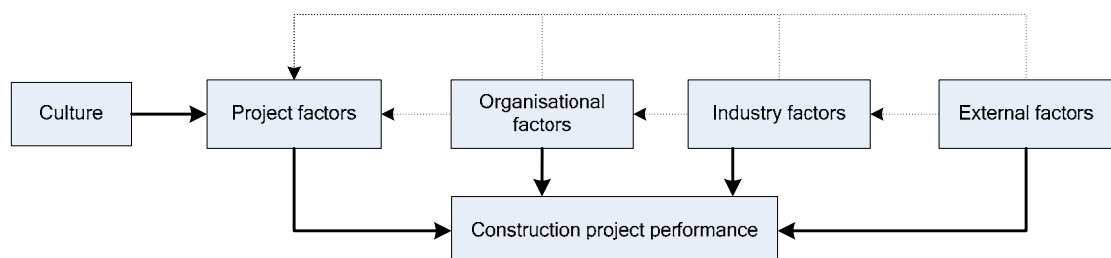 Culture
Project factors
Organisational
factors
Industry factors
External factors
Construction project performance